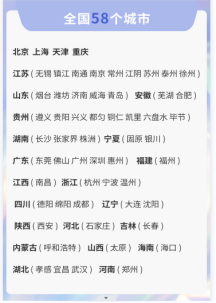 全国58个城市
北京 上海 天津 重庆
江苏 ( 无锡 镇江 南通 南京 常州 江阴 苏州 泰州 徐州 )
山东 ( 烟台 潍坊 济南 威海 青岛 ) 安徽 ( 芜湖 合肥 )
贵州 ( 遵义 贵阳 兴义 都匀 铜仁 凯里 六盘水 毕节 )
湖南 ( 长沙 张家界 株洲 ) 宁夏 ( 固原 银川 )
广东 ( 东莞 佛山 广州 深圳 惠州 ) 福建 ( 福州 )
江西 ( 南昌 ) 浙江 ( 杭州 宁波 温州 )
四川 ( 德阳 绵阳 成都 ) 辽宁 ( 大连 沈阳 )
陕西 ( 西安 ) 河北 ( 石家庄 ) 吉林 ( 长春 )
内蒙古 ( 呼和浩特 ) 山西 ( 太原 ) 海南 ( 海口 )
湖北 ( 孝感 宜昌 武汉 ) 河南 ( 郑州 )